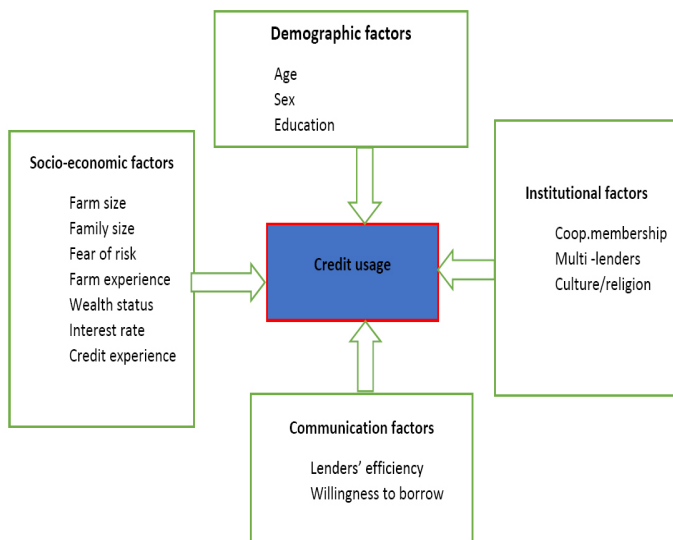 Demographic factors
Age
Sex
Education
Socio-economic factors
Farm size
Family size
Fear of risk
Farm experience
Wealth status
Interest rate
Credit experience
Credit usage
Institutional factors
Coop.membership
Multi -lenders
Culture/religion
Communication factors
Lenders’ efficiency
Willingness to borrow